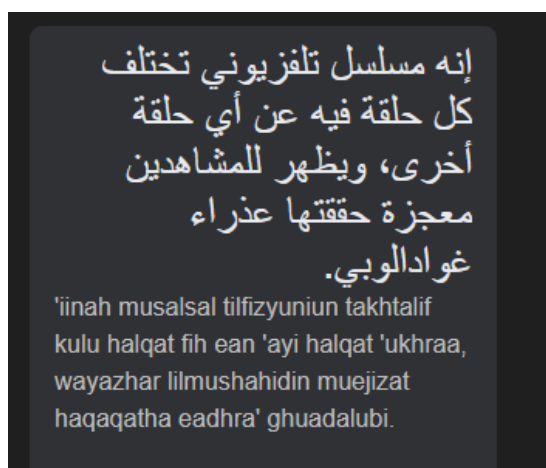 إنه مسلسل تلفزيوني تختلف
كل حلقة فيه عن أي حلقة
أخرى، ويظهر للمشاهدين
معجزة حققتها عذراء
غوادالوبي.
'iinah musalsal tilfizyuniun takhtalif
kulu halqat fih ean 'ayi halqat 'ukhraa,
wayazhar lilmushahidin muejizat
haqaqatha eadhra' ghuadalubi.